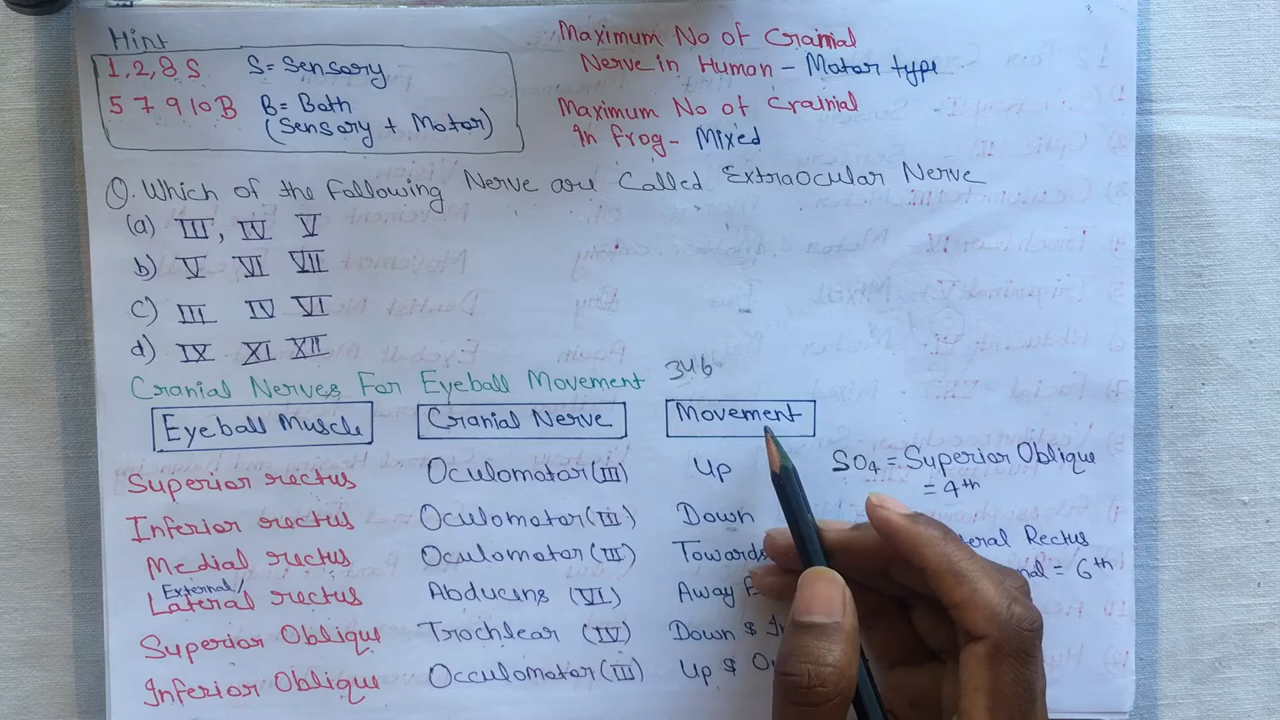 Hint
1,2,8 S S= Sensory
5 7 9 10 B B= Both
(Sensory + Motor)
Maximum No of Crainial
Nerve in Human - Motor type
Maximum No of Crainial
In frog- Mixed
Q. Which of the following Nerve are Called Extraocular Nerve
(a) III, IV V
b) V VI VII
c) III IV VI
d) IX XI XII
Cranial Nerves For Eyeball Movement 346
Eyeball Muscle Cranial Nerve Movement
Superior rectus Oculomotor (III) Up
Inferior rectus Oculomotor (III) Down
Medial rectus Oculomotor (III) Towards
External/
Lateral rectus Abducens (VI) Away
Superior Oblique Trochlear (IV) Down $
Inferior Oblique Occulomotor (III) Up $
SO4 = Superior Oblique
= 4th
Rectus
= 6th